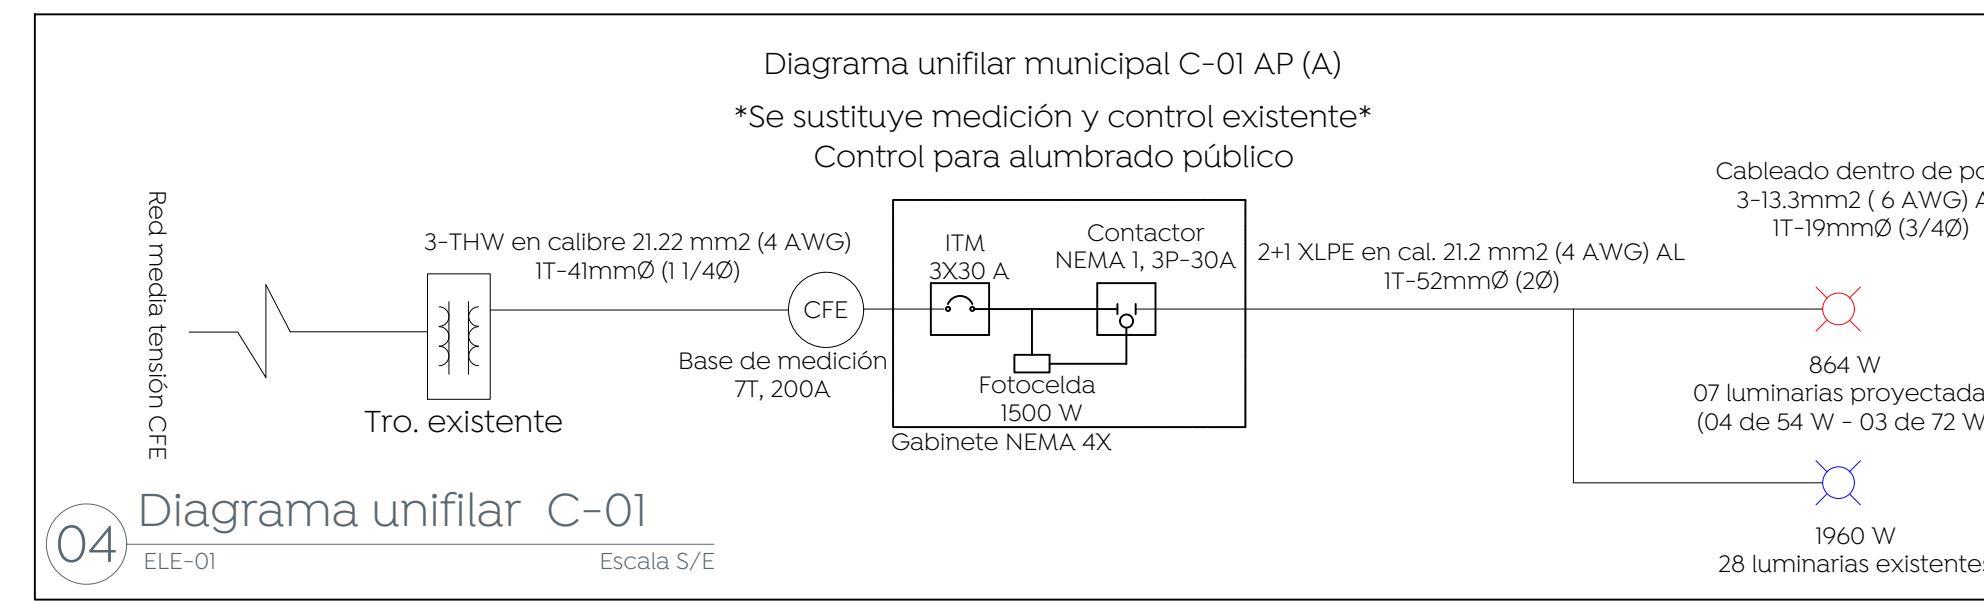 Diagrama unifilar municipal C-01 AP (A)
*Se sustituye medición y control existente*
Control para alumbrado público
Red media tensión CFE
3-THW en calibre 21.22 mm2 (4 AWG)
1T-41mmØ (1 1/4Ø)
Tro. existente
CFE
Base de medición
7T, 200A
ITM
3X30 A
Contactor
NEMA 1, 3P-30A
Fotocelda
1500 W
Gabinete NEMA 4X
2+1 XLPE en cal. 21.2 mm2 (4 AWG) AL
1T-52mmØ (2Ø)
Cableado dentro de
3-13.3mm2 ( 6 AWG)
1T-19mmØ (3/4Ø)
864 W
07 luminarias proyectada
(04 de 54 W - 03 de 72 W
1960 W
28 luminarias existentes
04
Diagrama unifilar C-01
ELE-01
Escala S/E